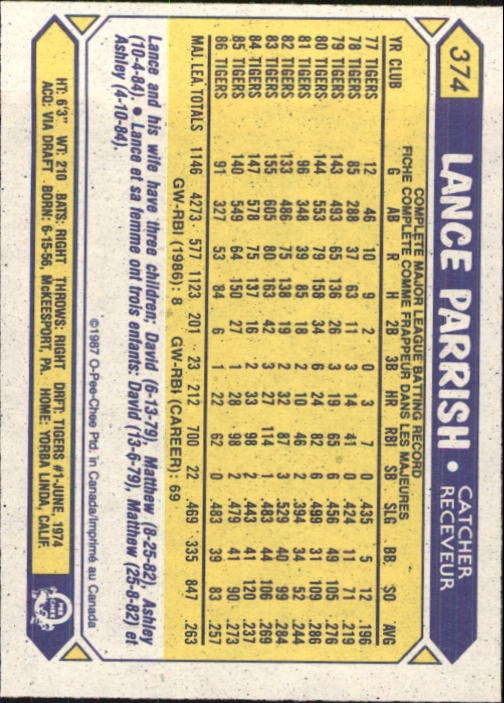 374
LANCE PARRISH • CATCHER
RECEVEUR
COMPLETE MAJOR LEAGUE BATTING RECORD
FICHE COMPLÈTE COMME FRAPPEUR DANS LES MAJEURES
YR CLUB G AB R H 2B 3B HR RBI SB SLG BB. SO AVG
77 TIGERS 12 46 10 9 2 0 3 7 0 .435 5 12 .196
78 TIGERS 85 288 37 63 11 3 14 41 0 .424 11 71 .219
79 TIGERS 143 493 65 136 26 3 19 65 6 .456 49 105 .276
80 TIGERS 144 553 79 158 34 6 24 82 6 .499 31 109 .286
81 TIGERS 96 348 39 85 18 2 10 46 2 .394 34 52 .244
82 TIGERS 133 486 75 138 19 2 32 87 3 .529 40 99 .284
83 TIGERS 155 605 80 163 42 3 27 114 1 .483 44 106 .269
84 TIGERS 147 578 75 137 16 2 33 98 2 .443 41 120 .237
85 TIGERS 140 549 64 150 27 1 28 98 2 .479 41 90 .273
86 TIGERS 91 327 53 84 6 1 22 62 0 .483 39 83 .257
MAJ. LEA. TOTALS 1146 4273 577 1123 201 23 212 700 22 .469 335 847 .263
GW-RBI (1986): 8 GW-RBI (CAREER): 69
Lance and his wife have three children; David (6-13-79), Matthew (8-25-82), Ashley
(10-4-84). • Lance et sa femme ont trois enfants: David (13-6-79), Matthew (25-8-82) et
Ashley (4-10-84).
©1987 O-Pee-Chee Ptd. in Canada/Imprimé au Canada
HT: 6'3" WT: 210 BATS: RIGHT THROWS: RIGHT DRFT: TIGERS #1-JUNE, 1974
ACQ: VIA DRAFT BORN: 6-15-56, McKEESPORT, PA. HOME: YORBA LINDA, CALIF.
O
PEE
CHEE